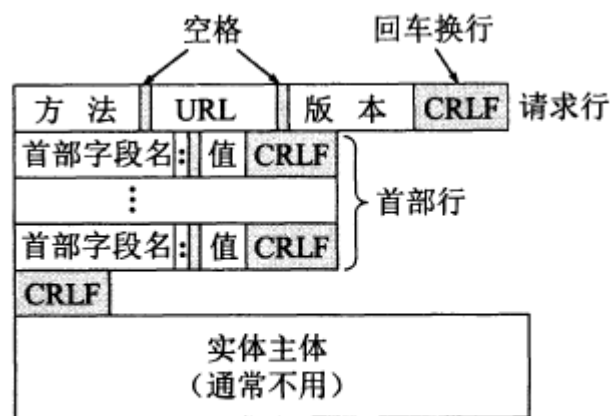 空格 回车换行
方 法 URL 版 本 CRLF 请求行
首部字段名: 值 CRLF
⋮ 首部行
首部字段名: 值 CRLF
CRLF
实体主体
（通常不用）